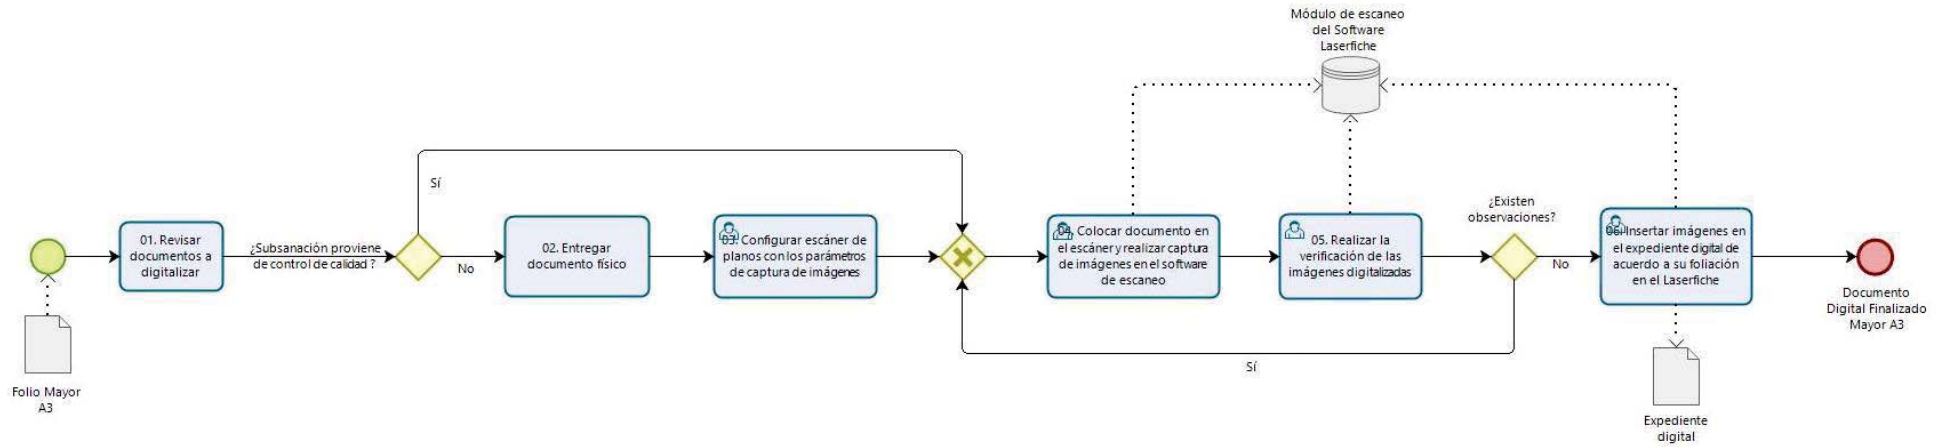 Módulo de escaneo
del Software
Laserfiche
Folio Mayor
A3
01. Revisar
documentos a
digitalizar
¿Subsanación proviene
de control de calidad ?
Sí
No
02. Entregar
documento físico
03. Configurar escáner de
planos con los parámetros
de captura de imágenes
04. Colocar documento en
el escáner y realizar captura
de imágenes en el software
de escaneo
05. Realizar la
verificación de las
imágenes digitalizadas
¿Existen
observaciones?
No
Sí
06. Insertar imágenes en
el expediente digital de
acuerdo a su foliación
en el Laserfiche
Expediente
digital
Documento
Digital Finalizado
Mayor A3